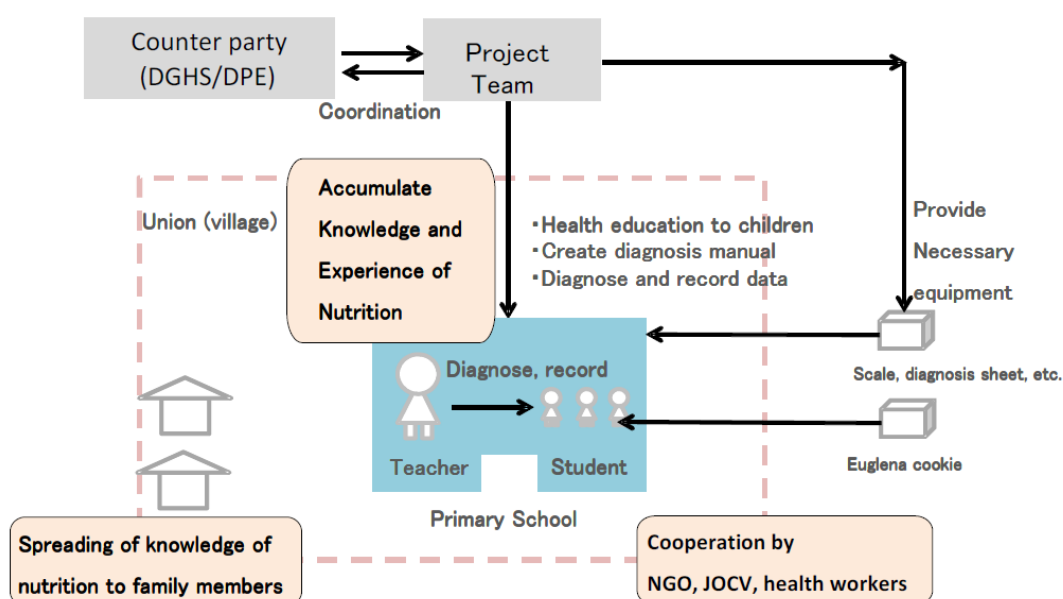 Counter party
(DGHS/DPE)
Project
Team
Coordination
Accumulate
Knowledge and
Experience of
Nutrition
Union (village)
・Health education to children
・Create diagnosis manual
・Diagnose and record data
Provide
Necessary
equipment
Diagnose, record
Scale, diagnosis sheet, etc.
Teacher
Student
Euglena cookie
Primary School
Spreading of knowledge of
nutrition to family members
Cooperation by
NGO, JOCV, health workers